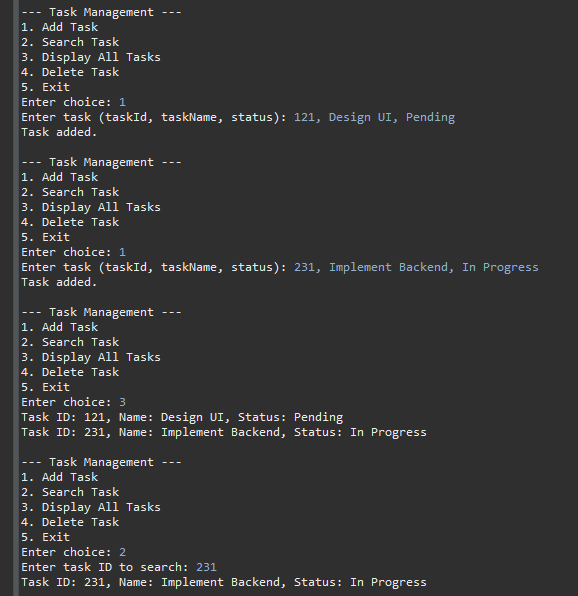 --- Task Management ---
1. Add Task
2. Search Task
3. Display All Tasks
4. Delete Task
5. Exit
Enter choice: 1
Enter task (taskId, taskName, status): 121, Design UI, Pending
Task added.

--- Task Management ---
1. Add Task
2. Search Task
3. Display All Tasks
4. Delete Task
5. Exit
Enter choice: 1
Enter task (taskId, taskName, status): 231, Implement Backend, In Progress
Task added.

--- Task Management ---
1. Add Task
2. Search Task
3. Display All Tasks
4. Delete Task
5. Exit
Enter choice: 3
Task ID: 121, Name: Design UI, Status: Pending
Task ID: 231, Name: Implement Backend, Status: In Progress

--- Task Management ---
1. Add Task
2. Search Task
3. Display All Tasks
4. Delete Task
5. Exit
Enter choice: 2
Enter task ID to search: 231
Task ID: 231, Name: Implement Backend, Status: In Progress